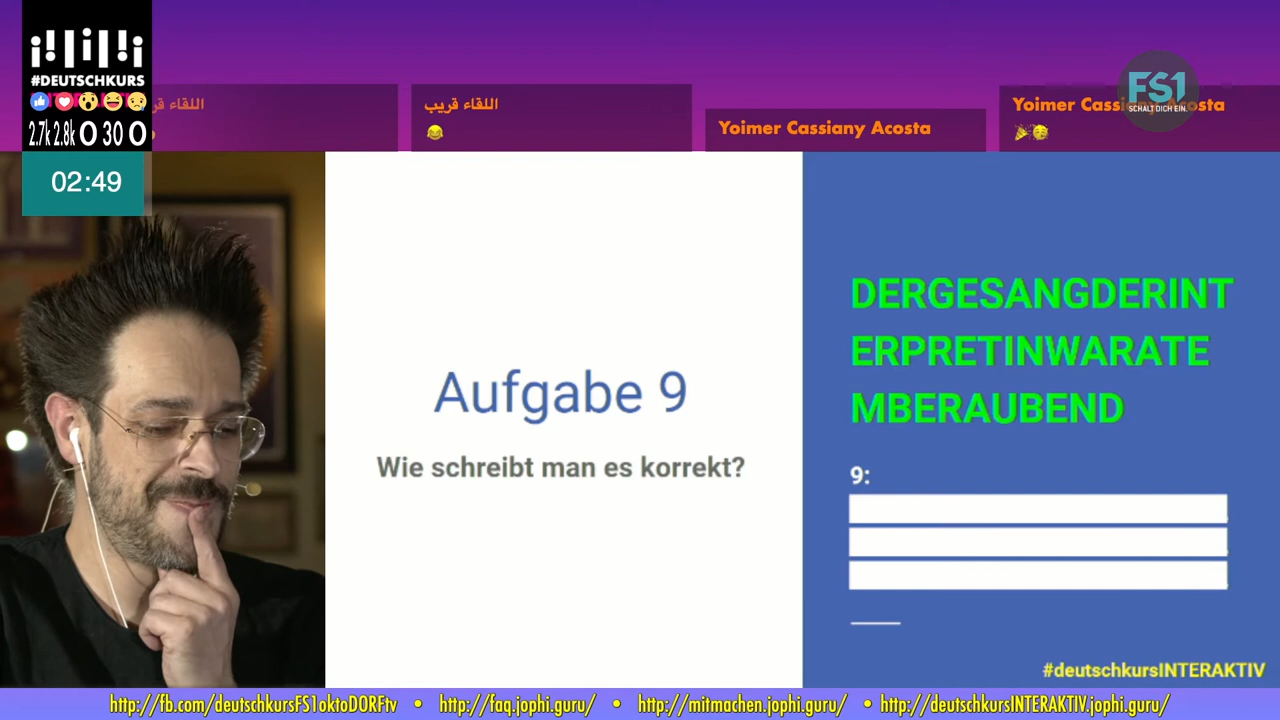 #DEUTSCHKURS
2.7k 2.8k 0 30 0
02:49
اللقاء قريب
Yoimer Cassiany Acosta
FS1
SCHALT DICH EIN.
Aufgabe 9
Wie schreibt man es korrekt?
DERGESANGDERINT
ERPRETINWARATE
MBERAUBEND
9:
#deutschkursINTERAKTIV
http://fb.com/deutschkursFS1oktoDORFtv • http://faq.jophi.guru/ • http://mitmachen.jophi.guru/ • http://deutschkursINTERAKTIV.jophi.guru/